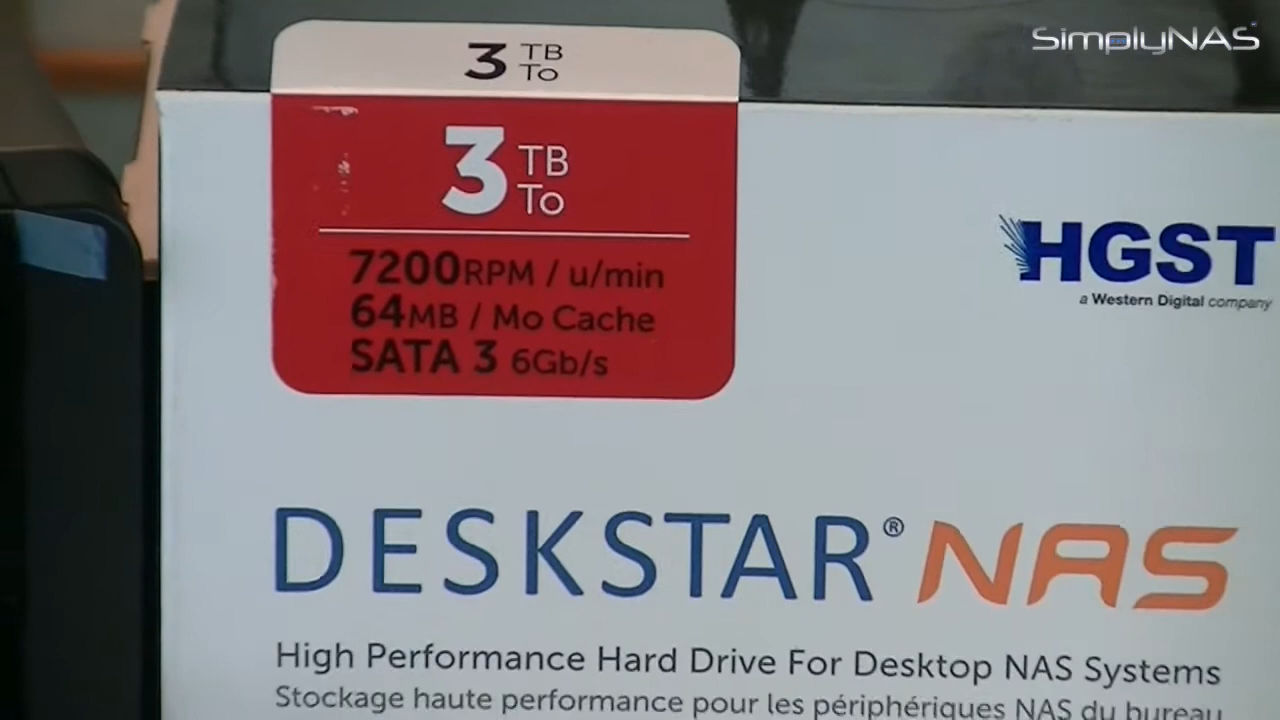 SimplyNAS
3 TB
To
3 TB
To
7200RPM / u/min
64MB / Mo Cache
SATA 3 6Gb/s
HGST
a Western Digital company
DESKSTAR® NAS
High Performance Hard Drive For Desktop NAS Systems
Stockage haute performance pour les périphériques NAS du bureau